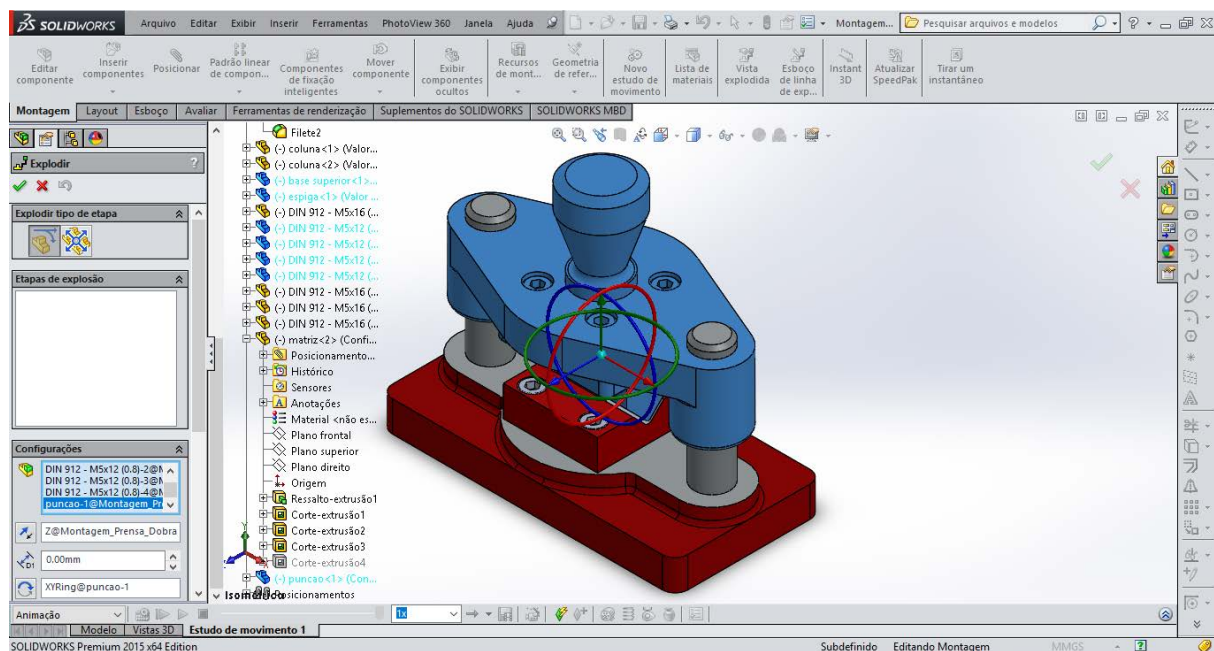 SOLIDWORKS Arquivo Editar Exibir Inserir Ferramentas PhotoView 360 Janela Ajuda Montagem... Pesquisar arquivos e modelos
Editar componente
Inserir componentes
Posicionar
Padrão linear de compon...
Componentes de fixação inteligentes
Mover componente
Exibir componentes ocultos
Recursos de mont...
Geometria de refer...
Novo estudo de movimento
Lista de materiais
Vista explodida
Esboço de linha de exp...
Instant 3D
Atualizar SpeedPak
Tirar um instantâneo
Montagem Layout Esboço Avaliar Ferramentas de renderização Suplementos do SOLIDWORKS SOLIDWORKS MBD
Explodir ?
Explodir tipo de etapa
Etapas de explosão
Configurações
DIN 912 - M5x12 (0.8)-2@M
DIN 912 - M5x12 (0.8)-3@M
DIN 912 - M5x12 (0.8)-4@M
puncao-1@Montagem_Pr
Z@Montagem_Prensa_Dobra
0.00mm
XYRing@puncao-1
Filete2
(-) coluna<1> (Valor...
(-) coluna<2> (Valor...
(-) base superior<1>...
(-) espiga<1> (Valor ...
(-) DIN 912 - M5x16 (...
(-) DIN 912 - M5x12 (...
(-) DIN 912 - M5x12 (...
(-) DIN 912 - M5x12 (...
(-) DIN 912 - M5x12 (...
(-) DIN 912 - M5x16 (...
(-) DIN 912 - M5x16 (...
(-) DIN 912 - M5x16 (...
(-) matriz<2> (Confi...
Posicionamento...
Histórico
Sensores
Anotações
Material <não es...
Plano frontal
Plano superior
Plano direito
Origem
Ressalto-extrusão1
Corte-extrusão1
Corte-extrusão2
Corte-extrusão3
Corte-extrusão4
(-) puncao<1> (Con...
Posicionamentos
Y
Animação 1x
Modelo Vistas 3D Estudo de movimento 1
SOLIDWORKS Premium 2015 x64 Edition Subdefinido Editando Montagem MMGS